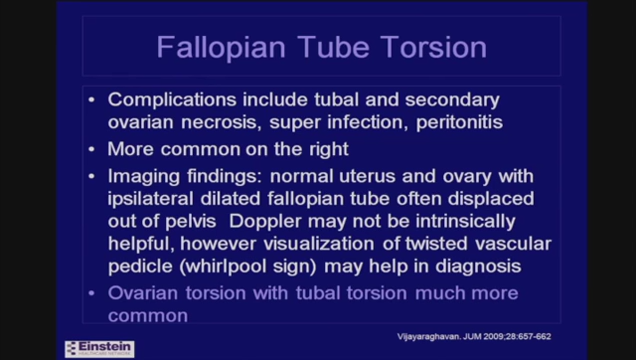 Fallopian Tube Torsion
• Complications include tubal and secondary
ovarian necrosis, super infection, peritonitis
• More common on the right
• Imaging findings: normal uterus and ovary with
ipsilateral dilated fallopian tube often displaced
out of pelvis Doppler may not be intrinsically
helpful, however visualization of twisted vascular
pedicle (whirlpool sign) may help in diagnosis
• Ovarian torsion with tubal torsion much more
common
Vijayaraghavan. JUM 2009;28:657-662
Einstein
HEALTHCARE NETWORK